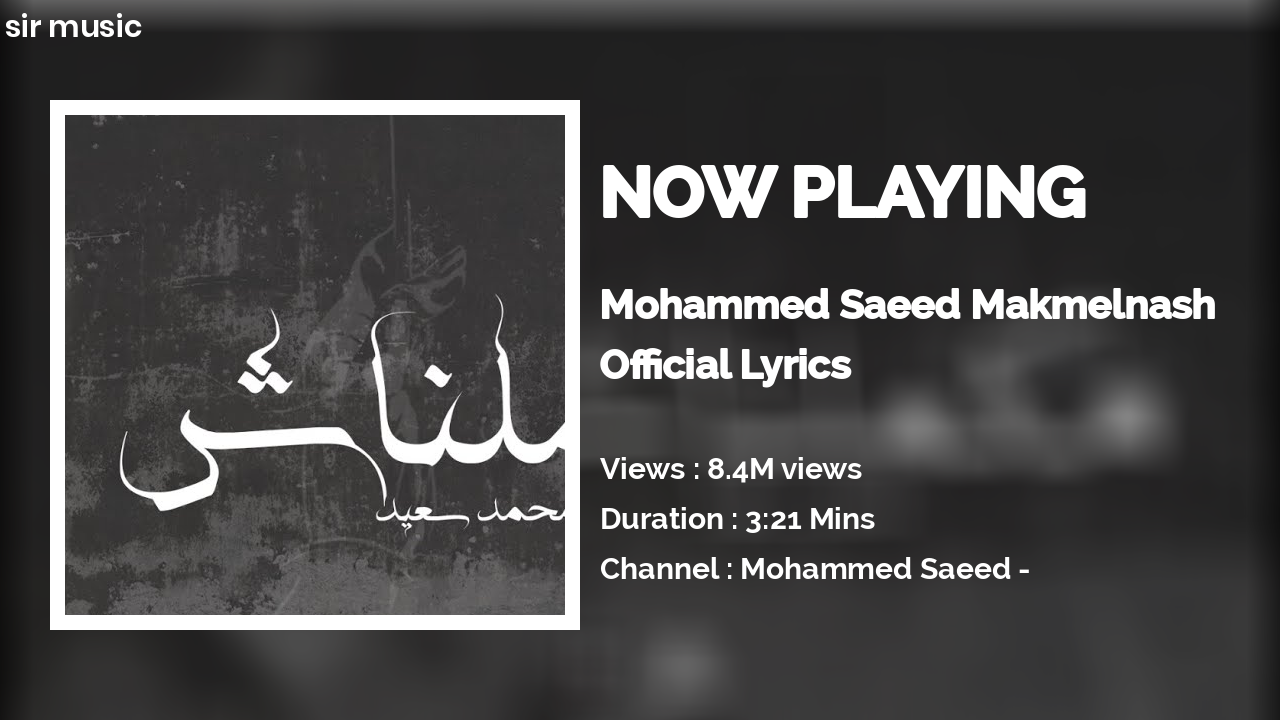 sir music
NOW PLAYING
Mohammed Saeed Makmelnash
Official Lyrics
Views : 8.4M views
Duration : 3:21 Mins
Channel : Mohammed Saeed -
ملناش
محمد سعيد